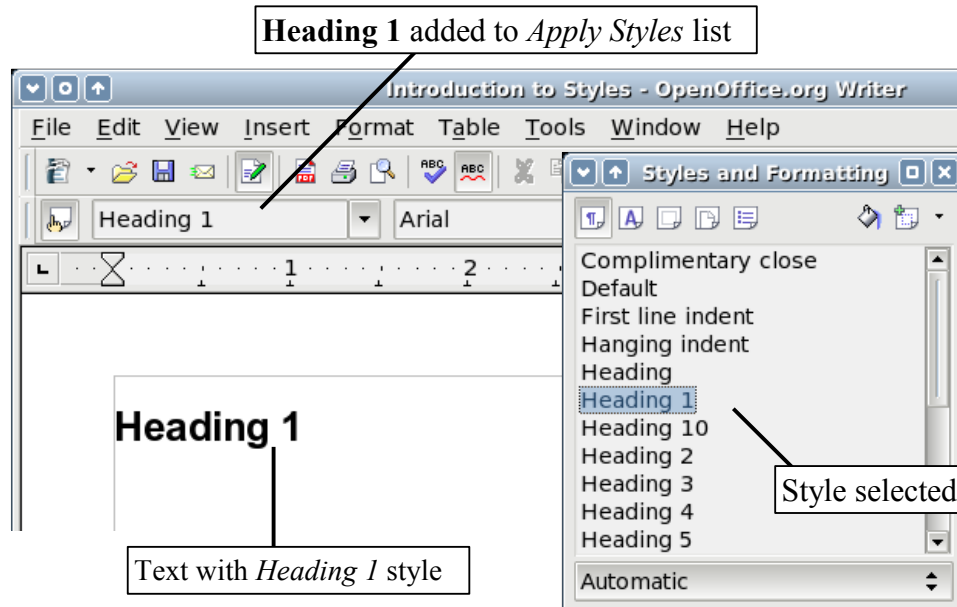 Heading 1 added to Apply Styles list
Introduction to Styles - OpenOffice.org Writer
File Edit View Insert Format Table Tools Window Help
ABC ABC
Styles and Formatting
Heading 1 Arial
1 2
Complimentary close
Default
First line indent
Hanging indent
Heading
Heading 1
Heading 10
Heading 2
Heading 3
Heading 4
Heading 5
Automatic
Heading 1
Style selected
Text with Heading 1 style